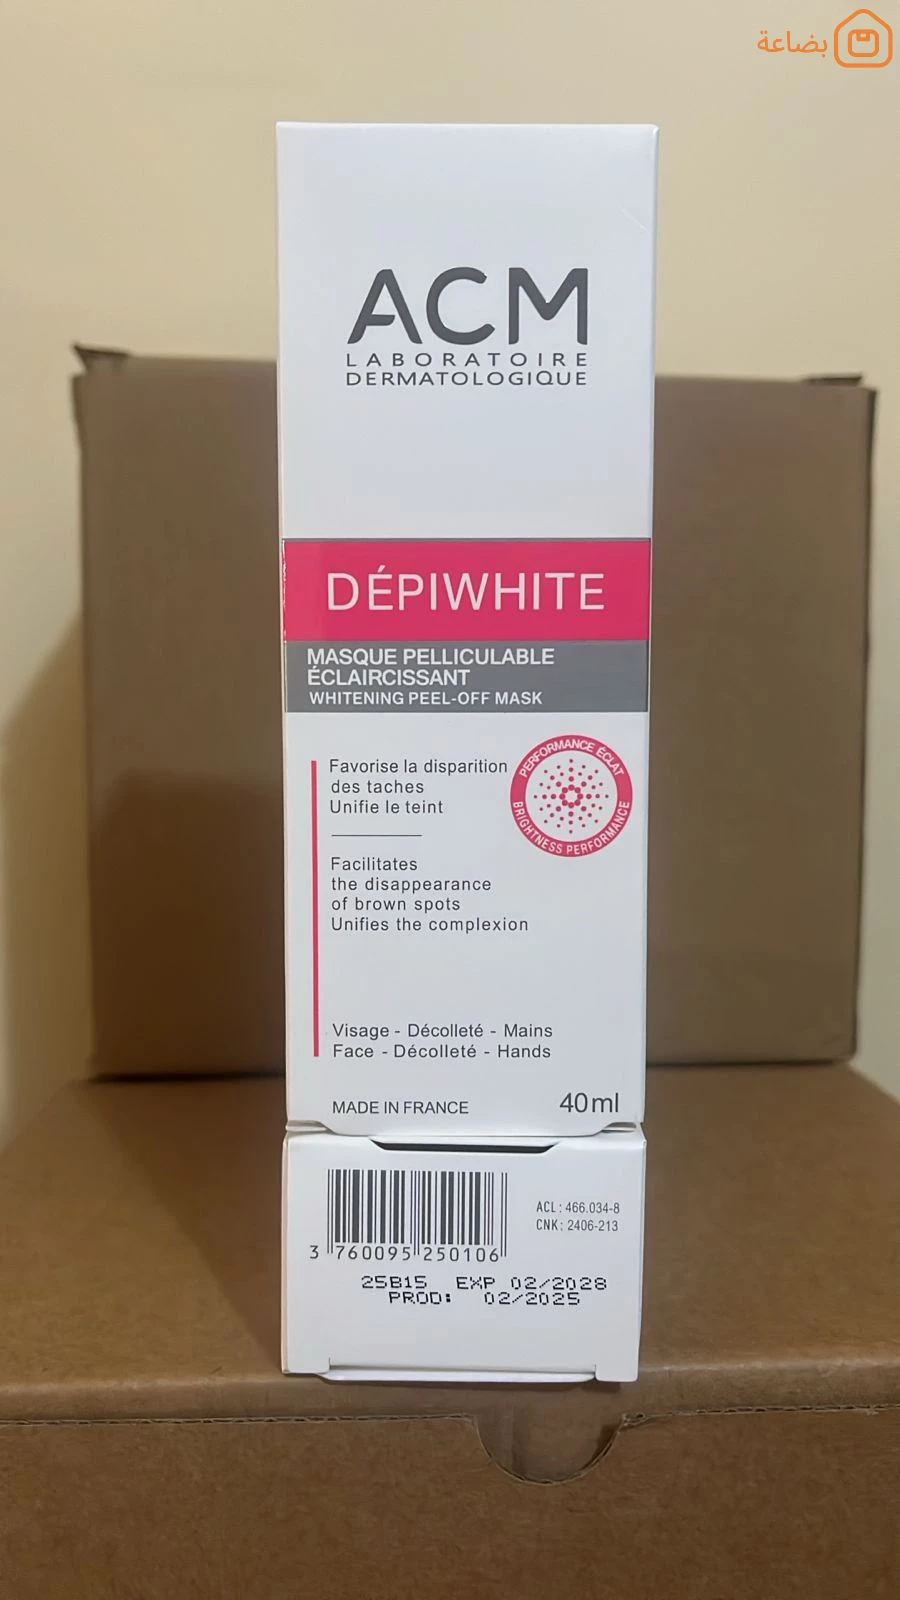 بضاعة
ACM
LABORATOIRE
DERMATOLOGIQUE
DÉPIWHITE
MASQUE PELLICULABLE
ÉCLAIRCISSANT
WHITENING PEEL-OFF MASK
PERFORMANCE ÉCLAT
BRIGHTNESS PERFORMANCE
Favorise la disparition
des taches
Unifie le teint
Facilitates
the disappearance
of brown spots
Unifies the complexion
Visage - Décolleté - Mains
Face - Décolleté - Hands
MADE IN FRANCE 40ml
ACL : 466.034-8
CNK : 2406-213
3 760095 250106
25B15 EXP 02/2028
PROD: 02/2025